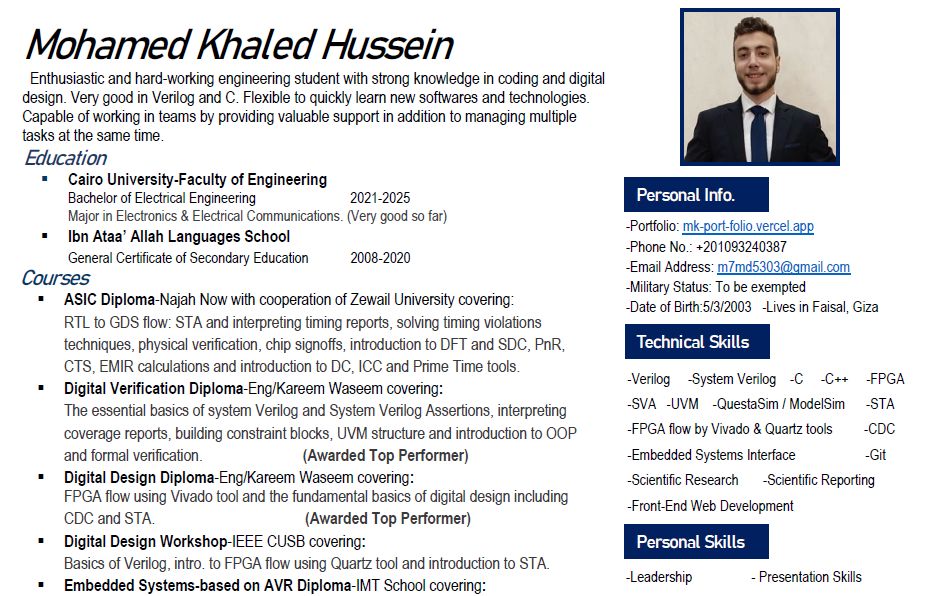 Mohamed Khaled Hussein
Enthusiastic and hard-working engineering student with strong knowledge in coding and digital
design. Very good in Verilog and C. Flexible to quickly learn new softwares and technologies.
Capable of working in teams by providing valuable support in addition to managing multiple
tasks at the same time.
Education
▪ Cairo University-Faculty of Engineering
Bachelor of Electrical Engineering 2021-2025
Major in Electronics & Electrical Communications. (Very good so far)
▪ Ibn Ataa’ Allah Languages School
General Certificate of Secondary Education 2008-2020
Courses
▪ ASIC Diploma-Najah Now with cooperation of Zewail University covering:
RTL to GDS flow: STA and interpreting timing reports, solving timing violations
techniques, physical verification, chip signoffs, introduction to DFT and SDC, PnR,
CTS, EMIR calculations and introduction to DC, ICC and Prime Time tools.
▪ Digital Verification Diploma-Eng/Kareem Waseem covering:
The essential basics of system Verilog and System Verilog Assertions, interpreting
coverage reports, building constraint blocks, UVM structure and introduction to OOP
and formal verification. (Awarded Top Performer)
▪ Digital Design Diploma-Eng/Kareem Waseem covering:
FPGA flow using Vivado tool and the fundamental basics of digital design including
CDC and STA. (Awarded Top Performer)
▪ Digital Design Workshop-IEEE CUSB covering:
Basics of Verilog, intro. to FPGA flow using Quartz tool and introduction to STA.
▪ Embedded Systems-based on AVR Diploma-IMT School covering:
Personal Info.
-Portfolio: mk-port-folio.vercel.app
-Phone No.: +201093240387
-Email Address: m7md5303@gmail.com
-Military Status: To be exempted
-Date of Birth:5/3/2003 -Lives in Faisal, Giza
Technical Skills
-Verilog -System Verilog -C -C++ -FPGA
-SVA -UVM -QuestaSim / ModelSim -STA
-FPGA flow by Vivado & Quartz tools -CDC
-Embedded Systems Interface -Git
-Scientific Research -Scientific Reporting
-Front-End Web Development
Personal Skills
-Leadership - Presentation Skills